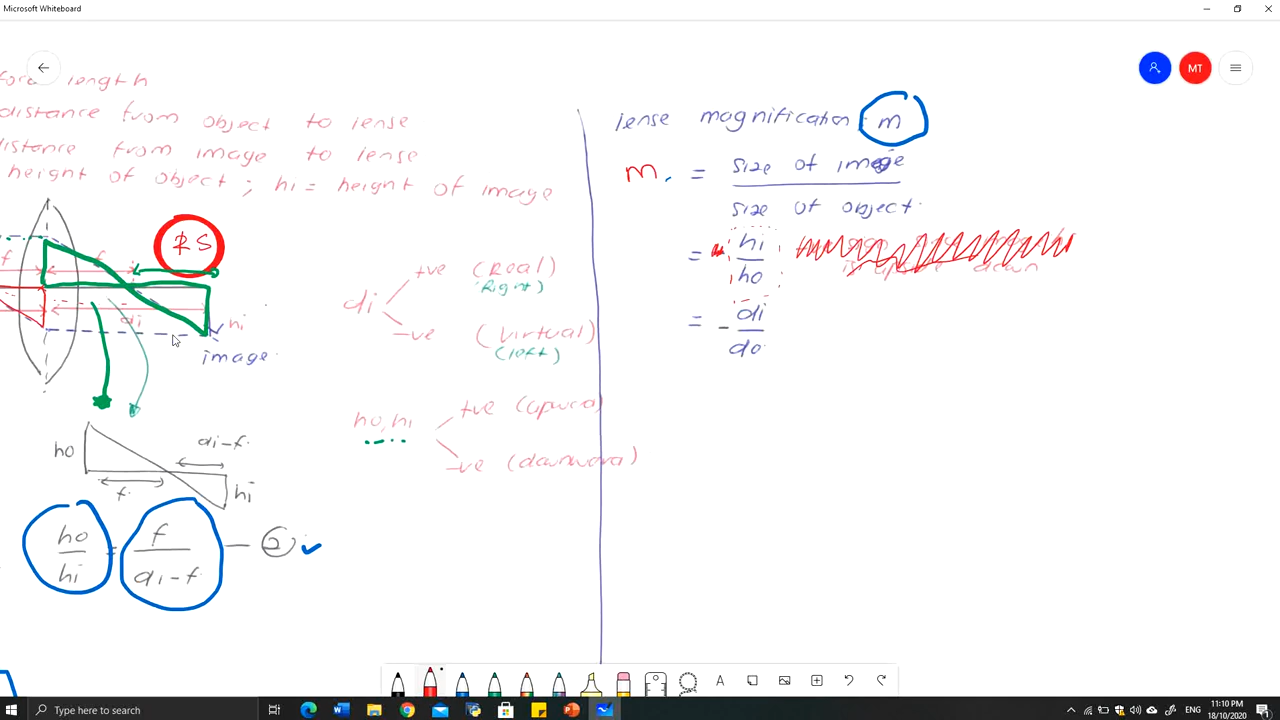 Microsoft Whiteboard
MT
length
distance from object to lense
distance from image to lense
height of object ; hi = height of image
RS
f
f
di
hi
image
di
+ve (Real)
(Right)
-ve (virtual)
(left)
ho, hi
+ve (upward)
-ve (downward)
ho
di-f
f
hi
ho
hi
=
f
di-f
— 2
lense magnification m
m = size of image
size of object
= hi
ho
down
= - di
do
Type here to search
ENG
11:10 PM
18/10/2020